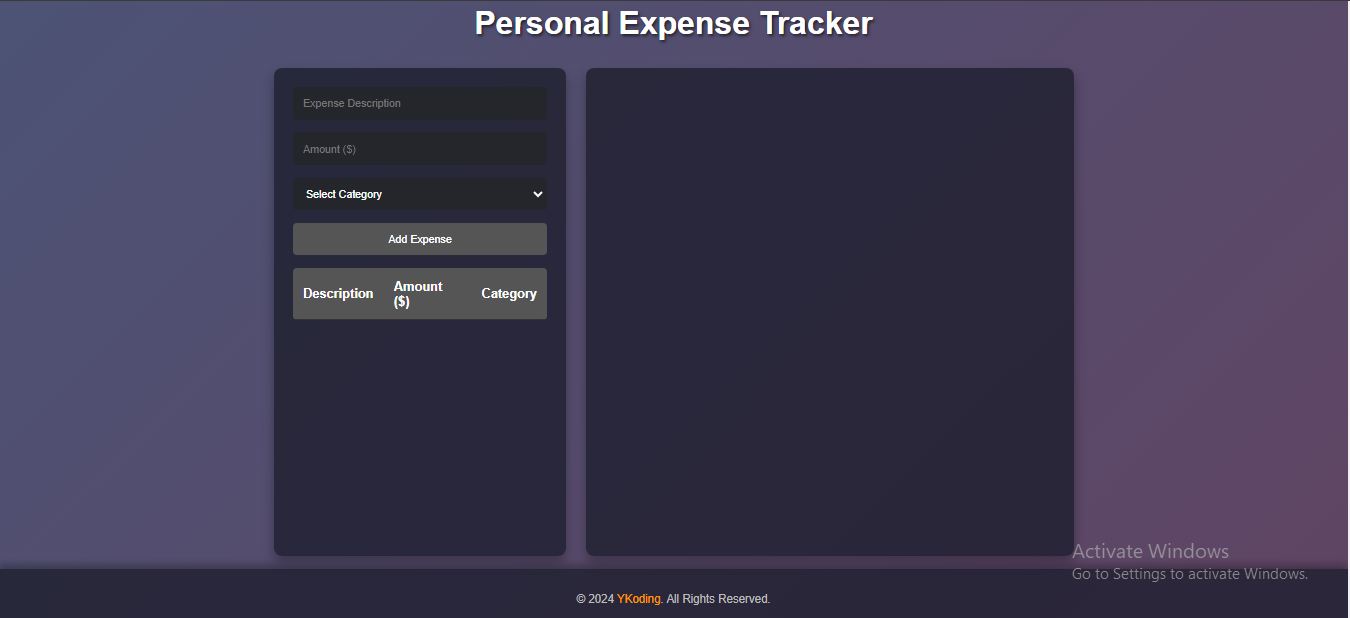 Personal Expense Tracker
Expense Description
Amount ($)
Select Category
Add Expense
Description Amount ($) Category
Activate Windows
Go to Settings to activate Windows.
© 2024 YKoding. All Rights Reserved.